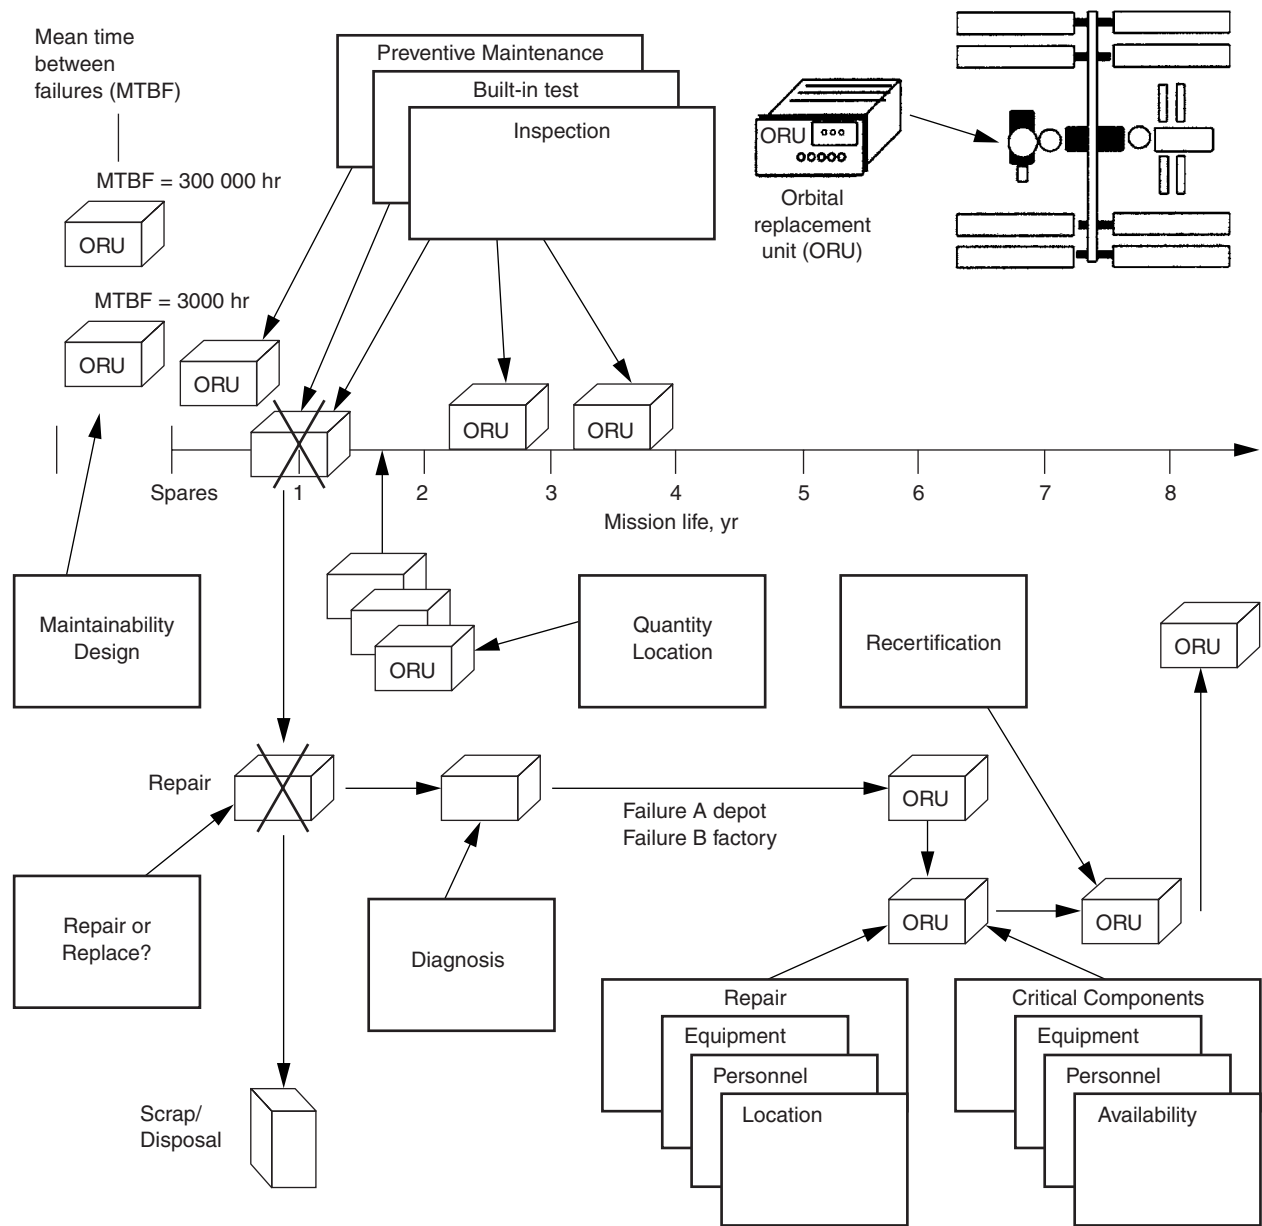 Mean time
between
failures (MTBF)
Preventive Maintenance
Built-in test
Inspection
ORU
Orbital
replacement
unit (ORU)
MTBF = 300 000 hr
ORU
MTBF = 3000 hr
ORU
ORU
ORU
ORU
Spares
1
2
3
4
5
6
7
8
Mission life, yr
Maintainability
Design
ORU
Quantity
Location
Recertification
ORU
Repair
ORU
Failure A depot
Failure B factory
Repair or
Replace?
Diagnosis
ORU
ORU
Repair
Equipment
Personnel
Location
Critical Components
Equipment
Personnel
Availability
Scrap/
Disposal